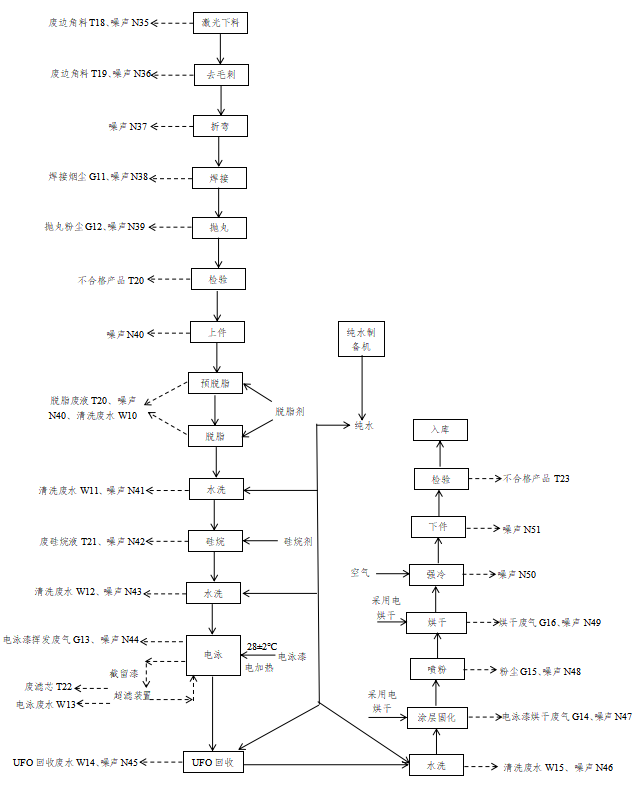 废边角料 T18、噪声 N35
激光下料
废边角料 T19、噪声 N36
去毛刺
噪声 N37
折弯
焊接烟尘 G11、噪声 N38
焊接
抛丸粉尘 G12、噪声 N39
抛丸
不合格产品 T20
检验
噪声 N40
上件
预脱脂
脱脂废液 T20、噪声
N40、清洗废水 W10
脱脂剂
脱脂
清洗废水 W11、噪声 N41
水洗
废硅烷液 T21、噪声 N42
硅烷
硅烷剂
清洗废水 W12、噪声 N43
水洗
电泳漆挥发废气 G13、噪声 N44
电泳
28±2℃
电加热
电泳漆
截留漆
废滤芯 T22
电泳废水 W13
超滤装置
UFO 回收废水 W14、噪声 N45
UFO 回收
纯水制
备机
纯水
入库
检验
不合格产品 T23
下件
噪声 N51
空气
强冷
噪声 N50
采用电
烘干
烘干
烘干废气 G16、噪声 N49
喷粉
粉尘 G15、噪声 N48
采用电
烘干
涂层固化
电泳漆烘干废气 G14、噪声 N47
水洗
清洗废水 W15、 噪声 N46